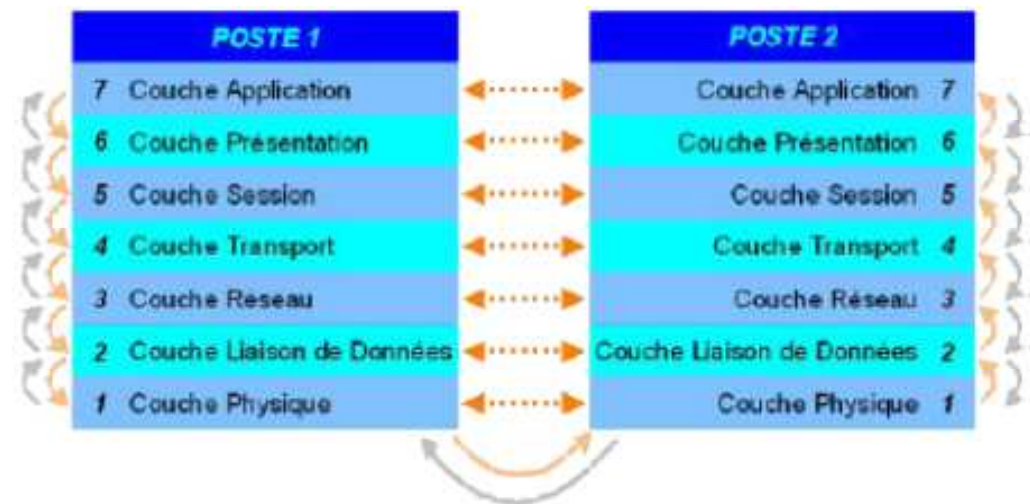 POSTE 1
7 Couche Application
6 Couche Présentation
5 Couche Session
4 Couche Transport
3 Couche Reseau
2 Couche Liaison de Données
1 Couche Physique
POSTE 2
Couche Application 7
Couche Présentation 6
Couche Session 5
Couche Transport 4
Couche Réseau 3
Couche Liaison de Données 2
Couche Physique 1